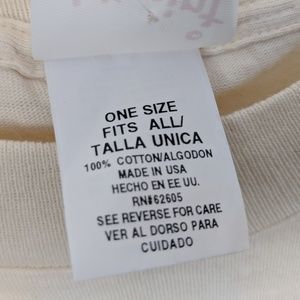 ONE SIZE
FITS ALL/
TALLA UNICA
100% COTTON/ALGODON
MADE IN USA
HECHO EN EE UU.
RN#62605
SEE REVERSE FOR CARE
VER AL DORSO PARA
CUIDADO